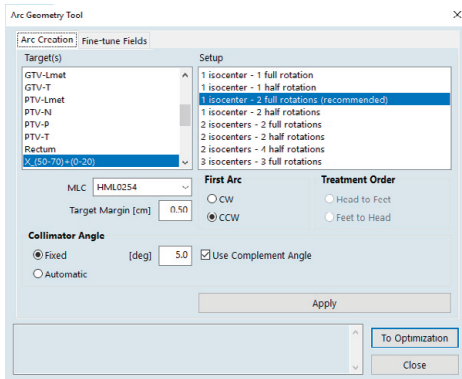 Arc Geometry Tool
Arc Creation Fine-tune Fields
Target(s)
GTV-Lmet
GTV-T
PTV-Lmet
PTV-N
PTV-P
PTV-T
Rectum
X_(50-70)+(0-20)
Setup
1 isocenter - 1 full rotation
1 isocenter - 1 half rotation
1 isocenter - 2 full rotations (recommended)
1 isocenter - 2 half rotations
2 isocenters - 2 full rotations
2 isocenters - 2 half rotations
2 isocenters - 4 half rotations
3 isocenters - 3 full rotations
MLC HML0254
Target Margin [cm] 0.50
First Arc
CW
CCW
Treatment Order
Head to Feet
Feet to Head
Collimator Angle
Fixed [deg] 5.0 Use Complement Angle
Automatic
Apply
To Optimization
Close